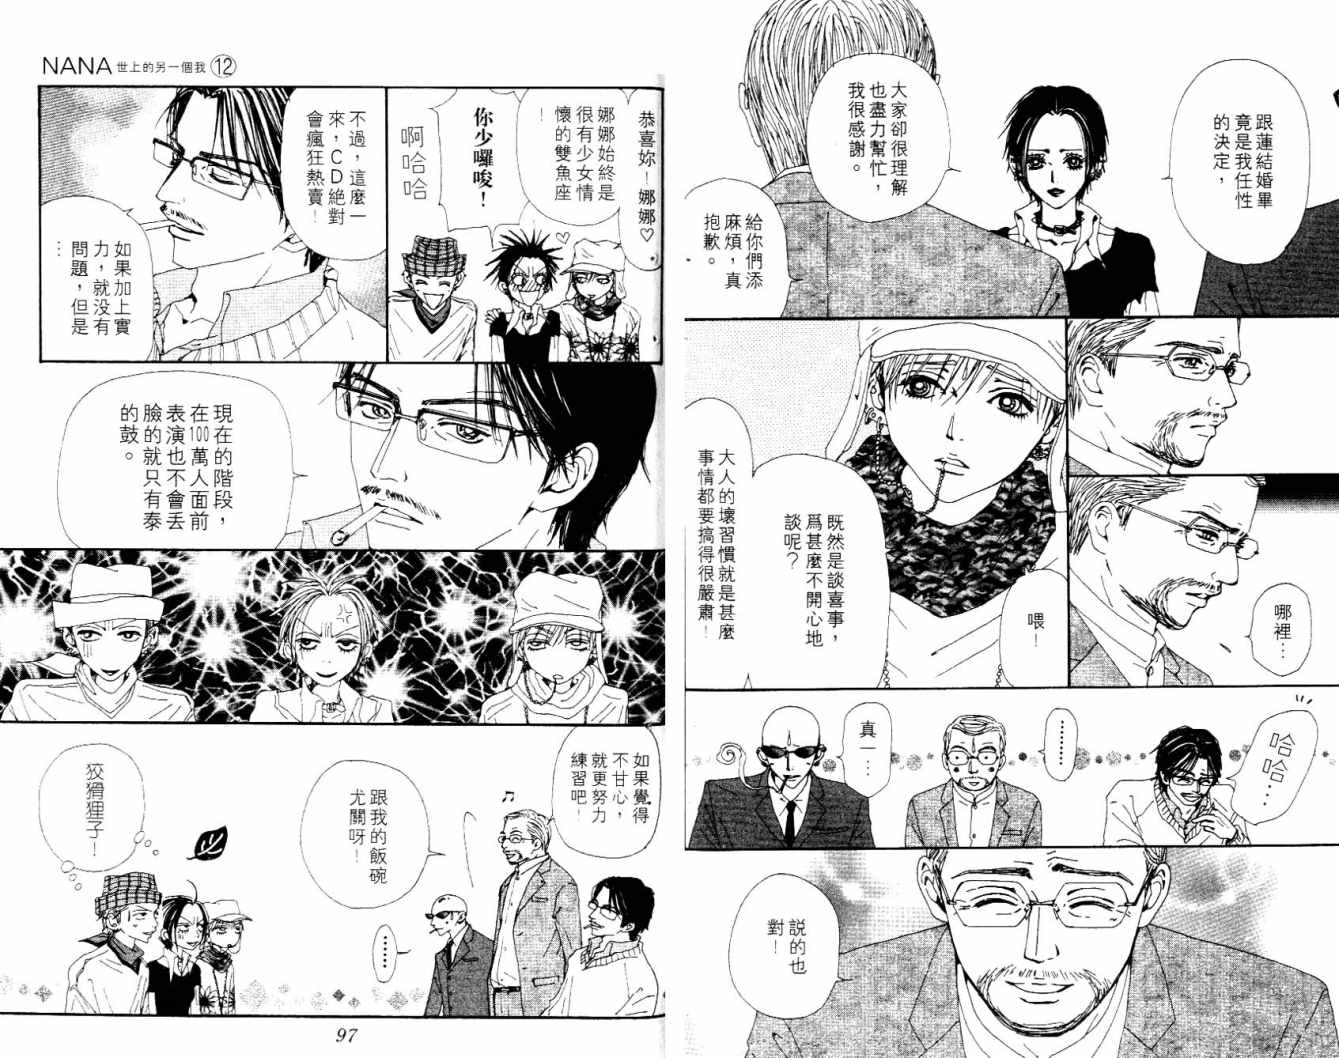 跟蓮結婚畢
竟是我任性
的決定，
大家卻很理解
也盡力幫忙，
我很感謝。
給你們添
麻煩，真
抱歉。
哪裡…
喂！
既然是談喜事，
爲甚麼不開心地
談呢？
大人的壞習慣就是甚麼
事情都要搞得很嚴肅！
哈哈…
………
真一…
說的也
對！
NANA 世上的另一個我 ⑫
恭喜妳！娜娜♡
娜娜始終是
很有少女情
懷的雙魚座
！
你少囉唆！
啊哈哈
不過，這麼一
來，CD絕對
會瘋狂熱賣！
如果加上實
力，就没有
問題，但是
…
現在的階段，
在100萬人面前
表演也不會丟
臉的就只有泰
的鼓。
如果覺得
不甘心，
就更努力
練習吧！
♫
跟我的飯碗
尤關呀！
……
狡猾狸子！
97